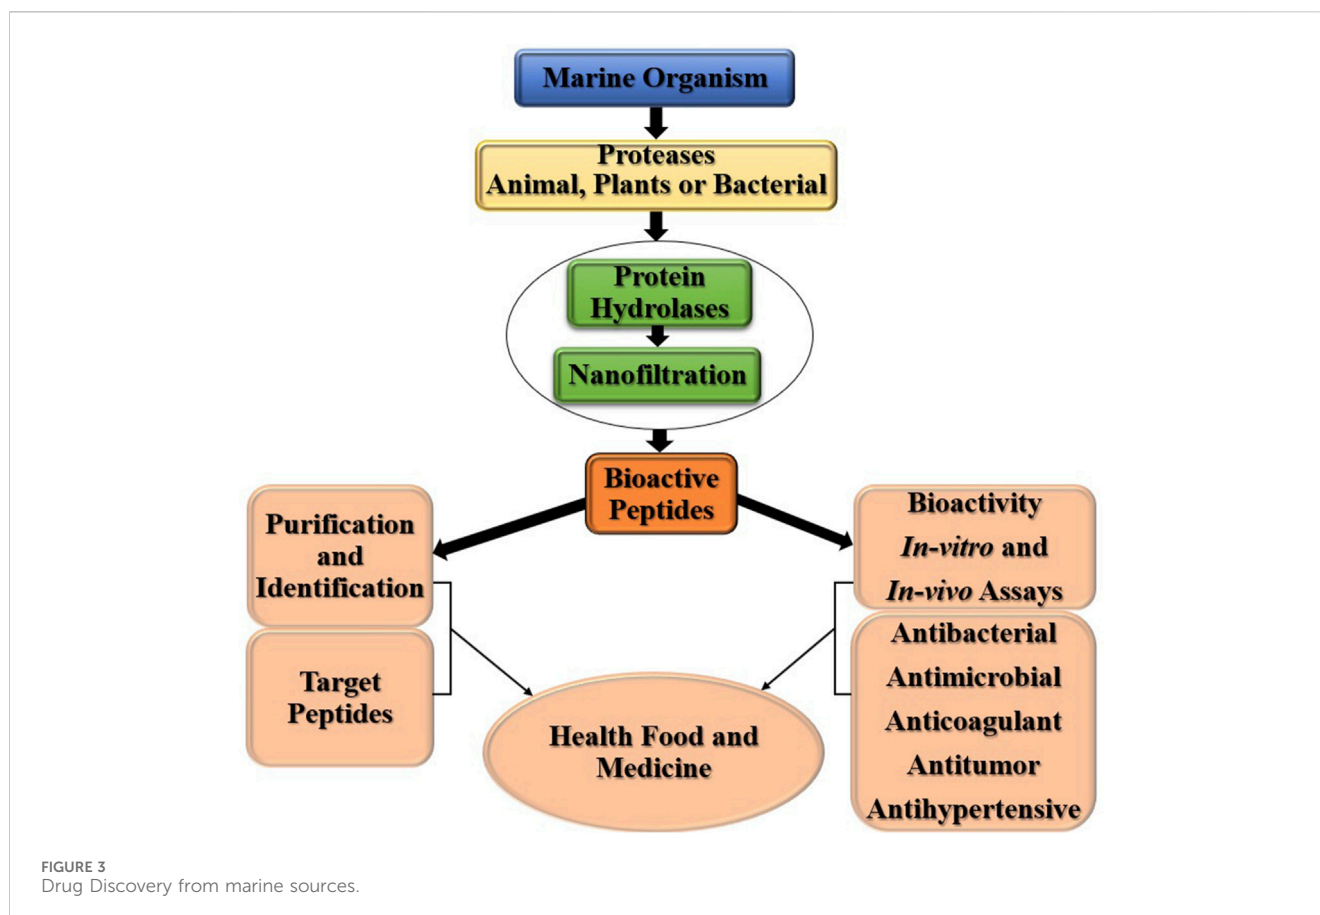 Marine Organism
Proteases
Animal, Plants or Bacterial
Protein
Hydrolases
Nanofiltration
Bioactive
Peptides
Purification
and
Identification
Target
Peptides
Bioactivity
In-vitro and
In-vivo Assays
Antibacterial
Antimicrobial
Anticoagulant
Antitumor
Antihypertensive
Health Food and
Medicine
FIGURE 3
Drug Discovery from marine sources.